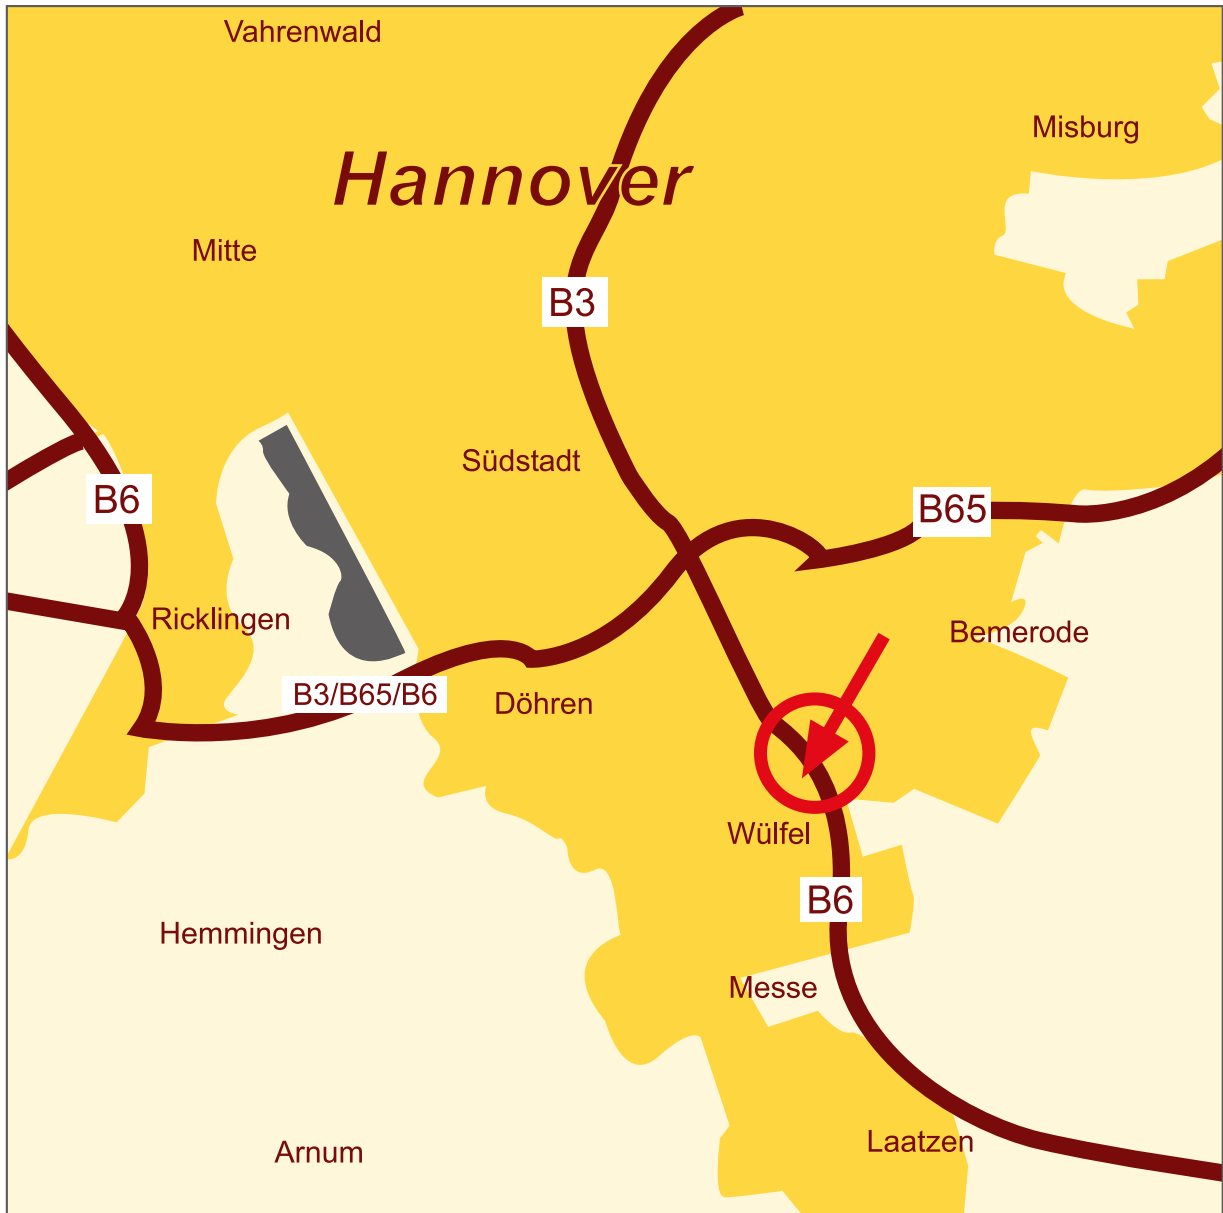 Vahrenwald
Misburg
Hannover
Mitte
B3
Südstadt
B6
B65
Ricklingen
Bemerode
B3/B65/B6
Döhren
Wülfel
B6
Hemmingen
Messe
Laatzen
Arnum